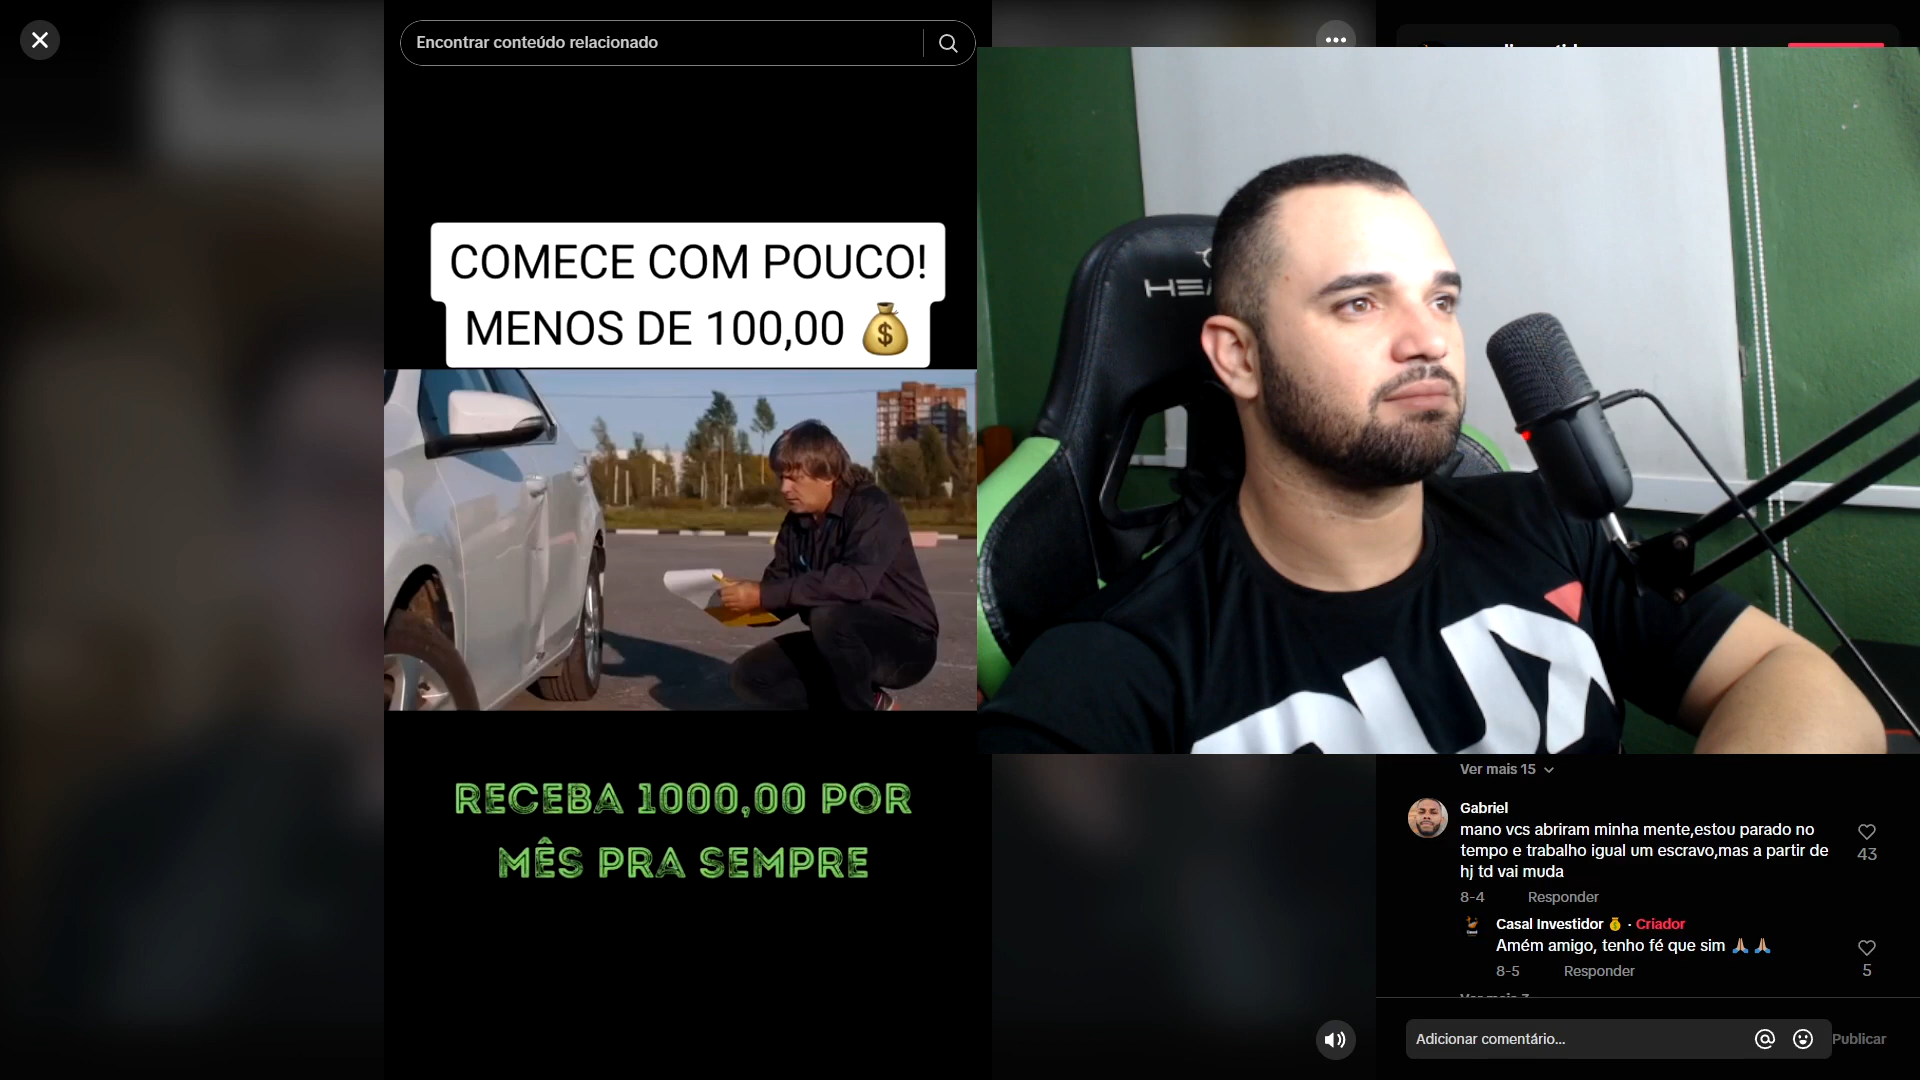 Encontrar conteúdo relacionado
COMECE COM POUCO!
MENOS DE 100,00
RECEBA 1000,00 POR
MÊS PRA SEMPRE
Ver mais 15
Gabriel
mano vcs abriram minha mente,estou parado no
tempo e trabalho igual um escravo,mas a partir de
hj td vai muda
43
8-4 Responder
Casal Investidor · Criador
Amém amigo, tenho fé que sim
5
8-5 Responder
Adicionar comentário... Publicar